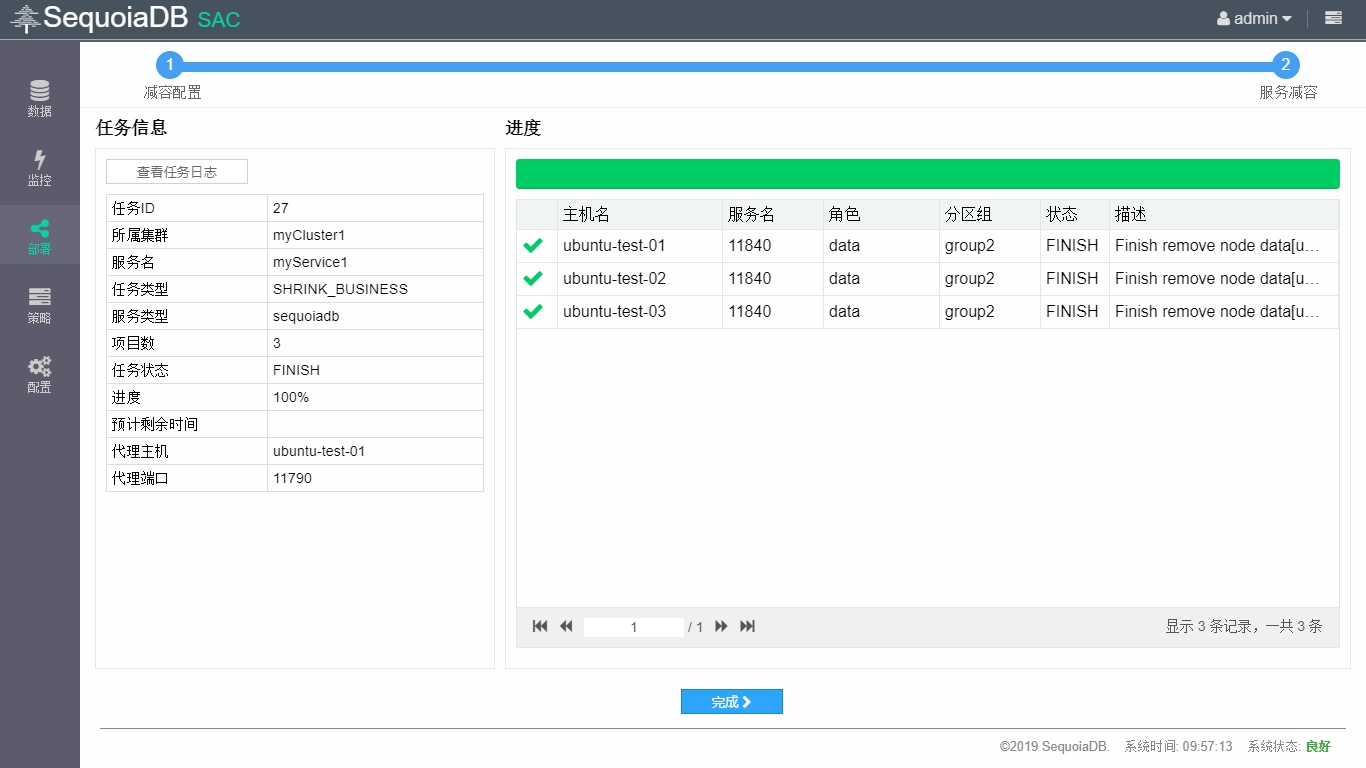 SequoiaDB SAC
admin
1
2
减容配置
服务减容
数据
监控
部署
策略
配置
任务信息
查看任务日志
任务ID 27
所属集群 myCluster1
服务名 myService1
任务类型 SHRINK_BUSINESS
服务类型 sequoiadb
项目数 3
任务状态 FINISH
进度 100%
预计剩余时间
代理主机 ubuntu-test-01
代理端口 11790
进度
主机名 服务名 角色 分区组 状态 描述
ubuntu-test-01 11840 data group2 FINISH Finish remove node data[u...
ubuntu-test-02 11840 data group2 FINISH Finish remove node data[u...
ubuntu-test-03 11840 data group2 FINISH Finish remove node data[u...
1 / 1
显示 3 条记录，一共 3 条
完成
©2019 SequoiaDB. 系统时间: 09:57:13 系统状态: 良好